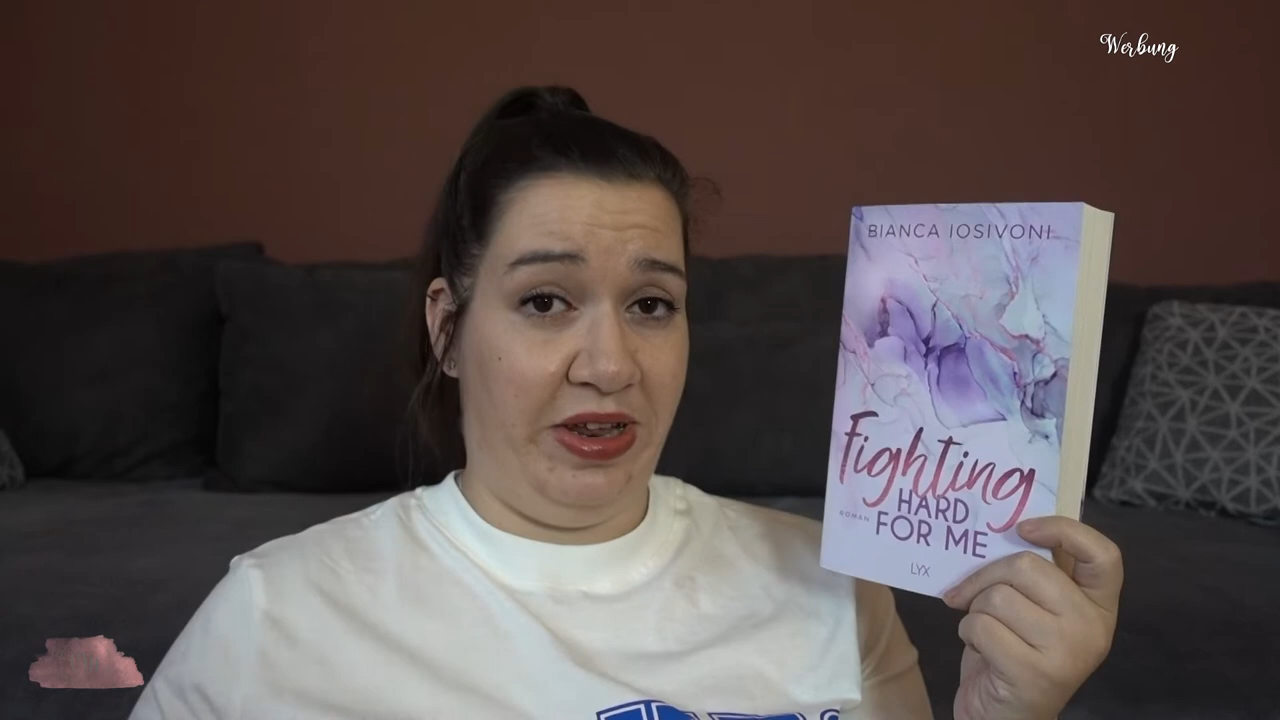 Werbung
BIANCA IOSIVONI
Fighting
HARD
ROMAN
FOR ME
LYX